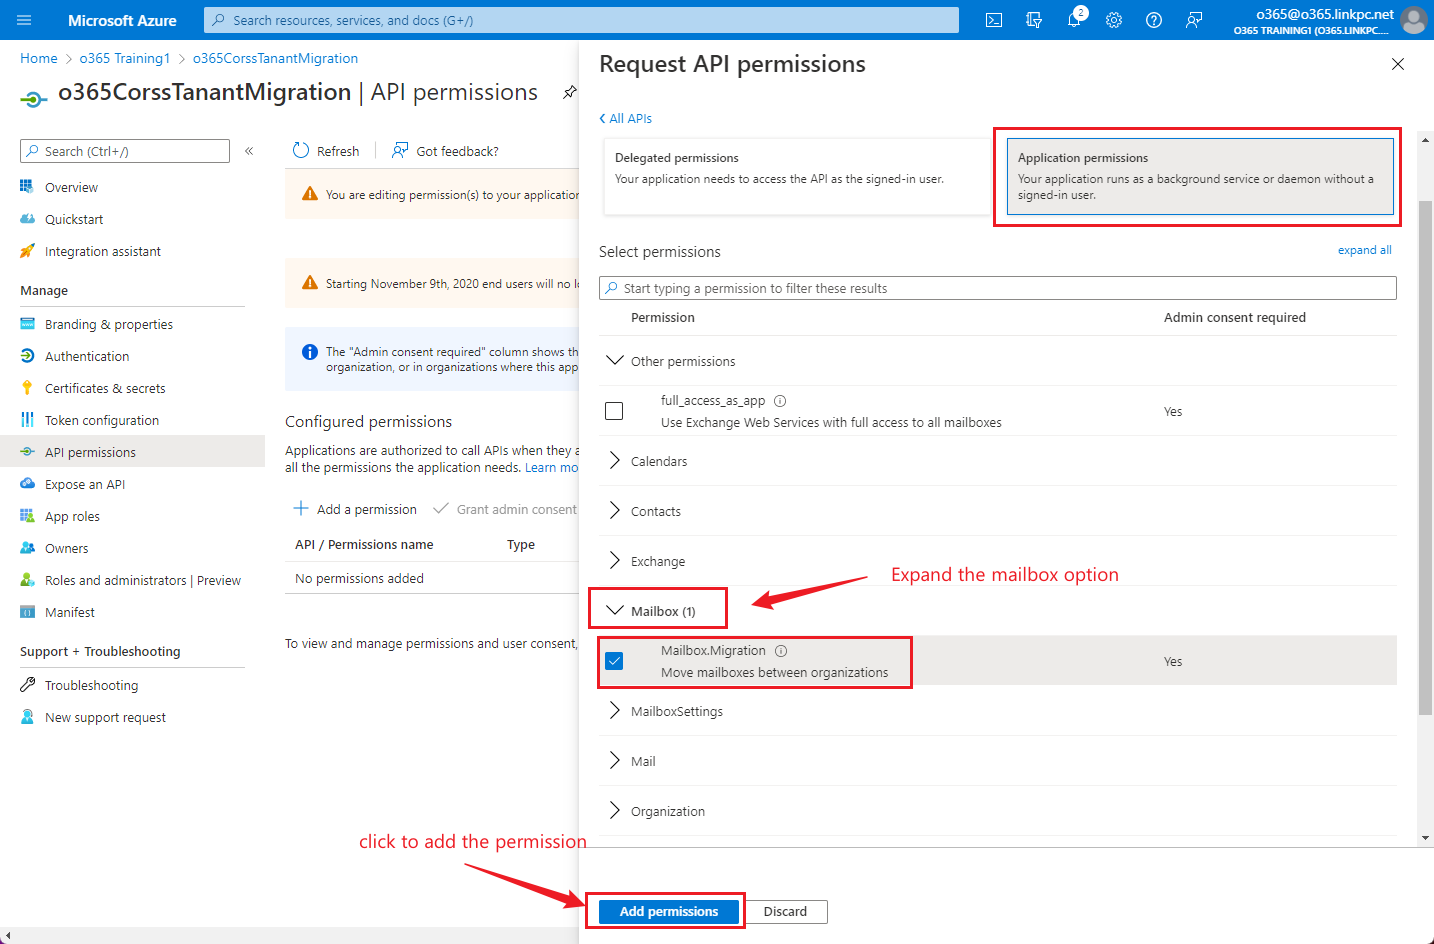 Microsoft Azure
Search resources, services, and docs (G+/)
2
o365@o365.linkpc.net
O365 TRAINING1 (O365.LINKPC....
Home > o365 Training1 > o365CorssTanantMigration
o365CorssTanantMigration | API permissions
Search (Ctrl+/)
«
Overview
Quickstart
Integration assistant
Manage
Branding & properties
Authentication
Certificates & secrets
Token configuration
API permissions
Expose an API
App roles
Owners
Roles and administrators | Preview
Manifest
Support + Troubleshooting
Troubleshooting
New support request
Refresh
Got feedback?
You are editing permission(s) to your application
Starting November 9th, 2020 end users will no lo
The "Admin consent required" column shows th
organization, or in organizations where this app
Configured permissions
Applications are authorized to call APIs when they a
all the permissions the application needs. Learn mo
Add a permission
Grant admin consent
API / Permissions name
Type
No permissions added
To view and manage permissions and user consent,
click to add the permission
Request API permissions
All APIs
Delegated permissions
Your application needs to access the API as the signed-in user.
Application permissions
Your application runs as a background service or daemon without a
signed-in user.
Select permissions
expand all
Start typing a permission to filter these results
Permission
Admin consent required
Other permissions
full_access_as_app
Use Exchange Web Services with full access to all mailboxes
Yes
Calendars
Contacts
Exchange
Expand the mailbox option
Mailbox (1)
Mailbox.Migration
Move mailboxes between organizations
Yes
MailboxSettings
Mail
Organization
Add permissions
Discard